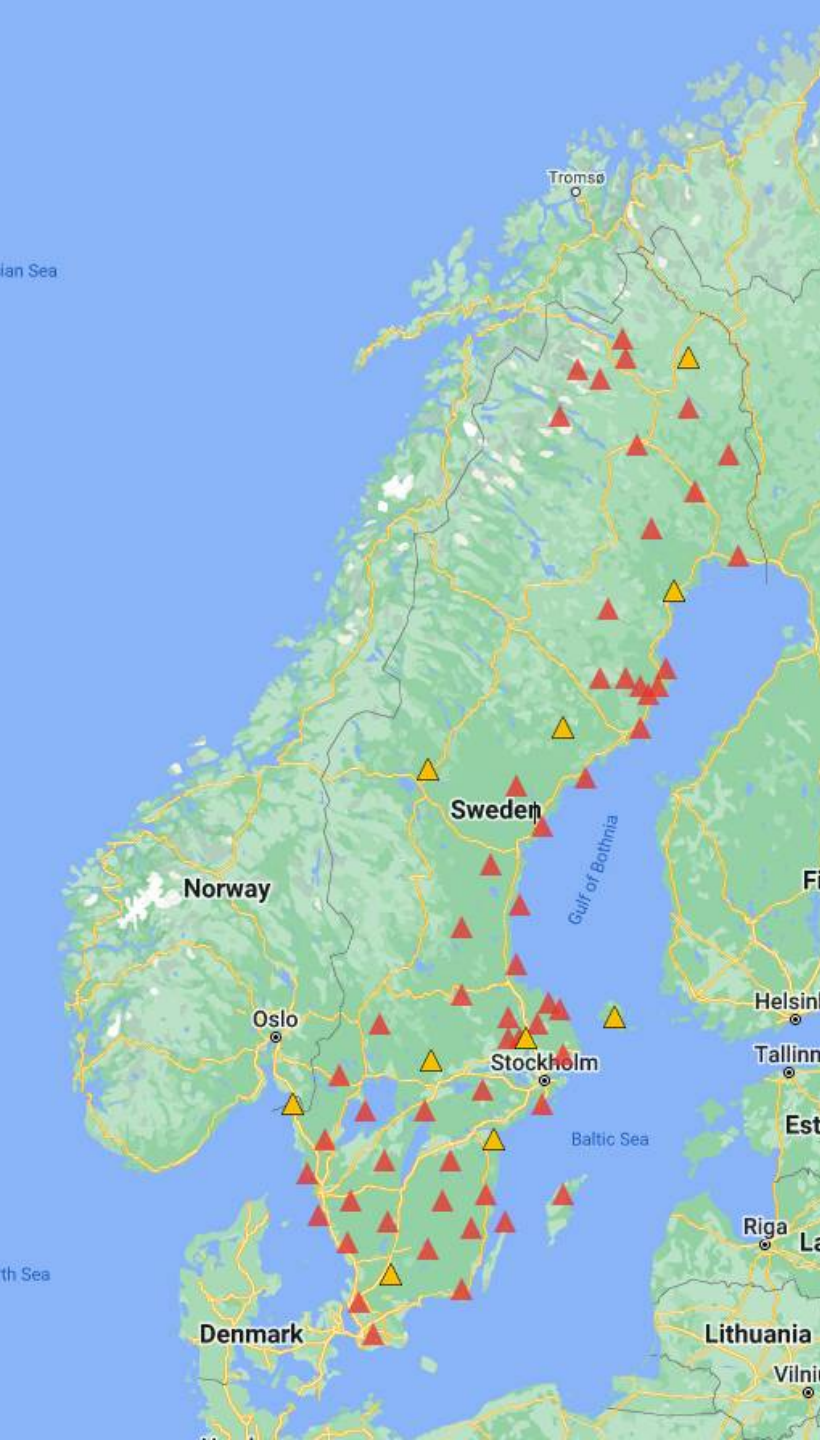 Tromsø
ian Sea
Sweden
Gulf of Bothnia
Norway
Fi
Helsin
Oslo
Tallinn
Stockholm
Est
Baltic Sea
Riga
La
th Sea
Denmark
Lithuania
Vilni